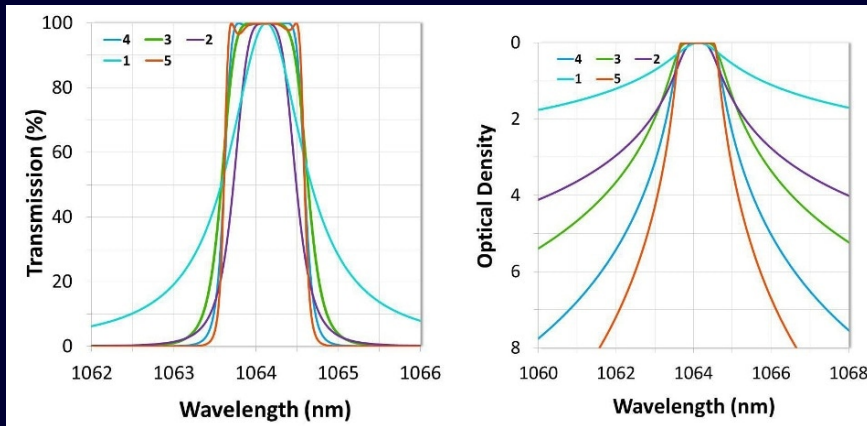 100
80
60
40
20
0
Transmission (%)
4 3 2
1 5
1062 1063 1064 1065 1066
Wavelength (nm)
0
2
4
6
8
Optical Density
4 3 2
1 5
1060 1062 1064 1066 1068
Wavelength (nm)